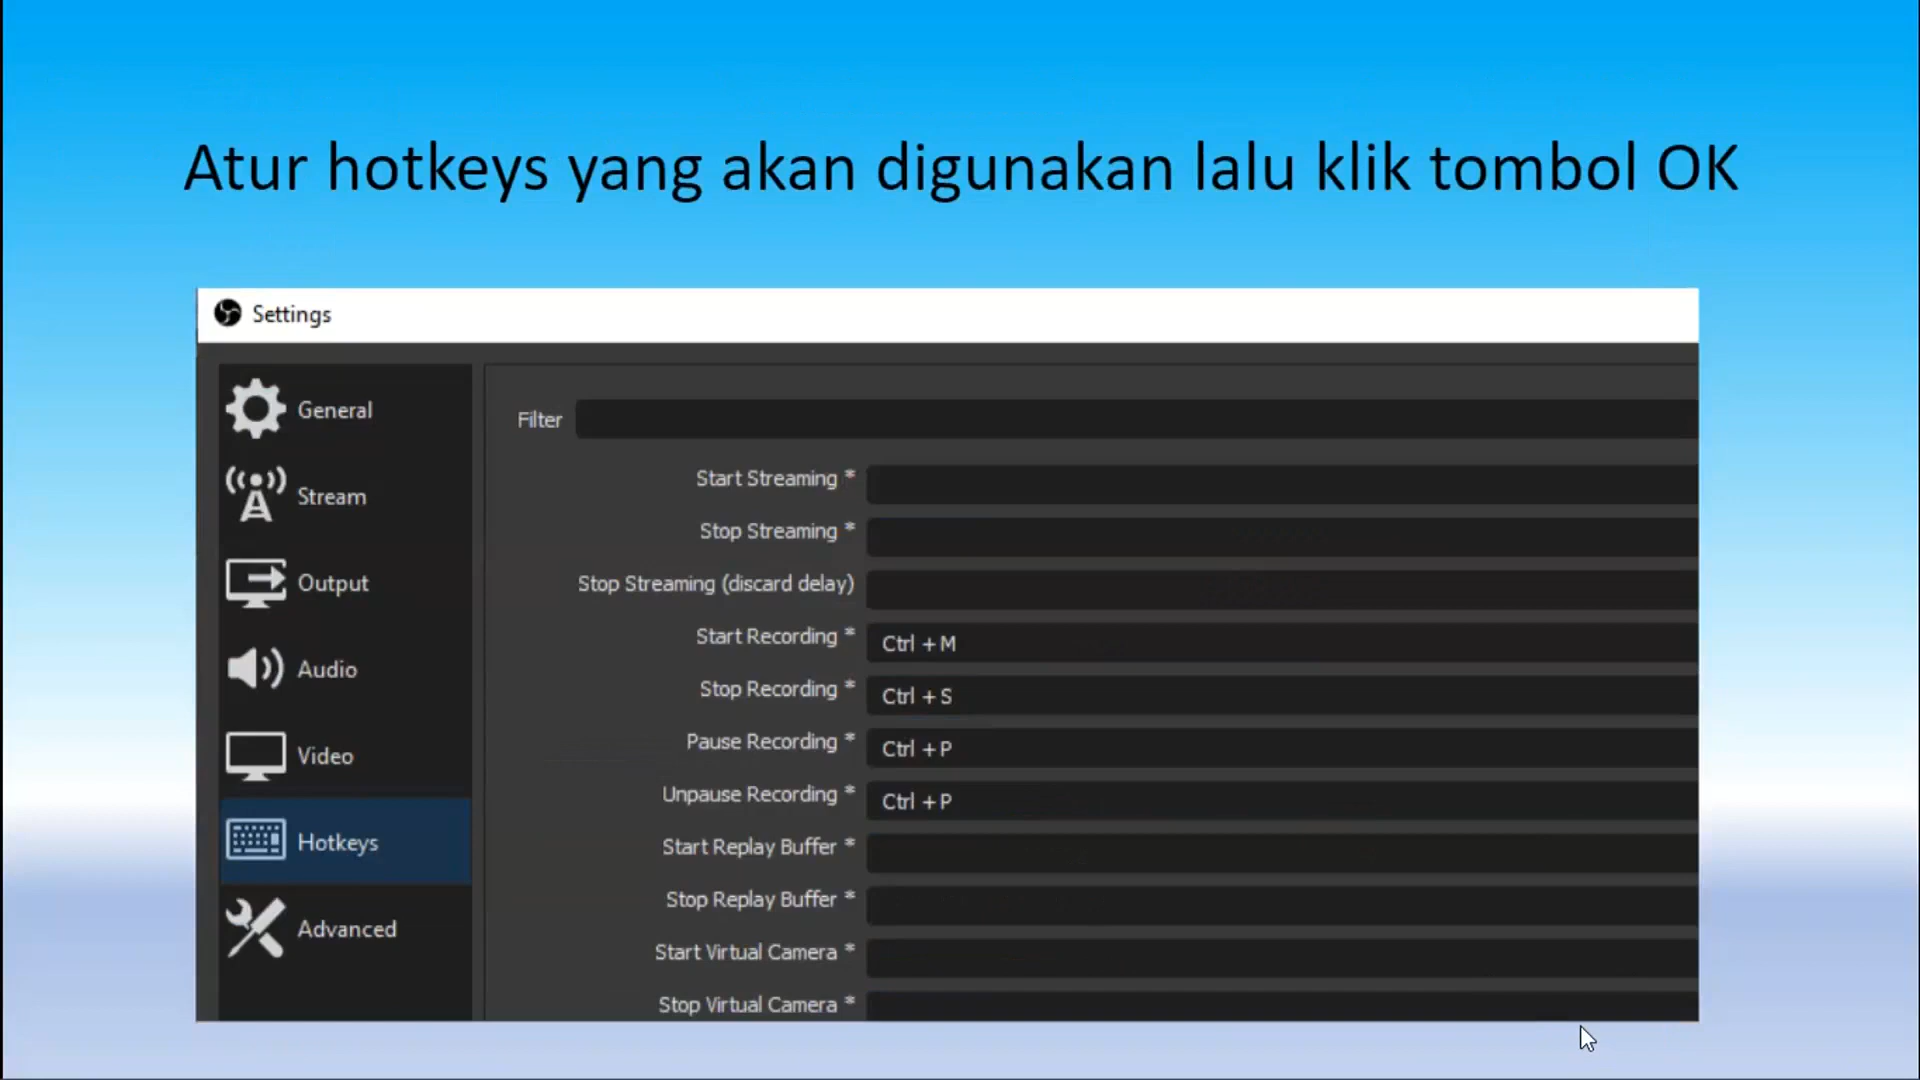 Atur hotkeys yang akan digunakan lalu klik tombol OK
Settings
General
Stream
Output
Audio
Video
Hotkeys
Advanced
Filter
Start Streaming *
Stop Streaming *
Stop Streaming (discard delay)
Start Recording * Ctrl + M
Stop Recording * Ctrl + S
Pause Recording * Ctrl + P
Unpause Recording * Ctrl + P
Start Replay Buffer *
Stop Replay Buffer *
Start Virtual Camera *
Stop Virtual Camera *